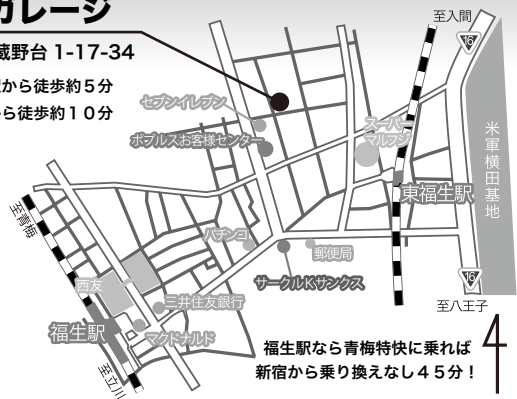 ガレージ
蔵野台 1-17-34
から徒歩約5分
ら徒歩約10分
至入間
16
セブンイレブン
ボプルズお客様センター
スーパー
マルフジ
米軍横田基地
東福生駅
至青梅
パチンコ
郵便局
サークルKサンクス
16
西友
三井住友銀行
至八王子
福生駅
マクドナルド
至立川
福生駅なら青梅特快に乗れば
新宿から乗り換えなし45分!